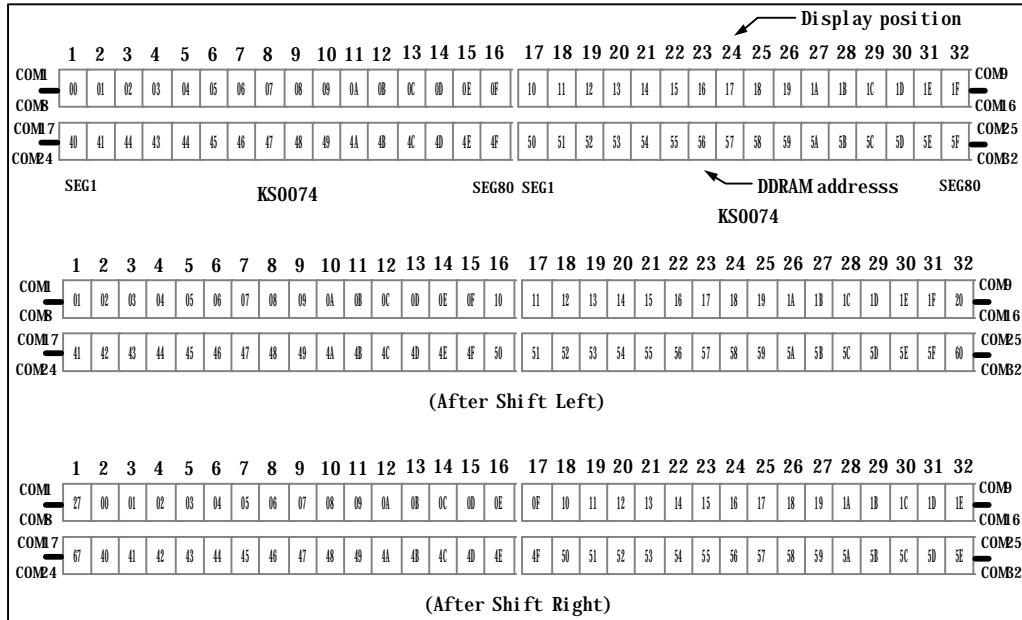 Display position
1 2 3 4 5 6 7 8 9 10 11 12 13 14 15 16 17 18 19 20 21 22 23 24 25 26 27 28 29 30 31 32
COM1 00 01 02 03 04 05 06 07 08 09 0A 0B 0C 0D 0E 0F 10 11 12 13 14 15 16 17 18 19 1A 1B 1C 1D 1E 1F COM9
COM8 COM16
COM17 40 41 44 43 44 45 46 47 48 49 4A 4B 4C 4D 4E 4F 50 51 52 53 54 55 56 57 58 59 5A 5B 5C 5D 5E 5F COM25
COM24 COM32
SEG1 KS0074 SEG80 SEG1 DDRAM addresss SEG80
KS0074
1 2 3 4 5 6 7 8 9 10 11 12 13 14 15 16 17 18 19 20 21 22 23 24 25 26 27 28 29 30 31 32
COM1 01 02 03 04 05 06 07 08 09 0A 0B 0C 0D 0E 0F 10 11 12 13 14 15 16 17 18 19 1A 1B 1C 1D 1E 1F 20 COM9
COM8 COM16
COM17 41 42 43 44 45 46 47 48 49 4A 4B 4C 4D 4E 4F 50 51 52 53 54 55 56 57 58 59 5A 5B 5C 5D 5E 5F 60 COM25
COM24 COM32
(After Shift Left)
1 2 3 4 5 6 7 8 9 10 11 12 13 14 15 16 17 18 19 20 21 22 23 24 25 26 27 28 29 30 31 32
COM1 27 00 01 02 03 04 05 06 07 08 09 0A 0B 0C 0D 0E 0F 10 11 12 13 14 15 16 17 18 19 1A 1B 1C 1D 1E COM9
COM8 COM16
COM17 67 40 41 42 43 44 45 46 47 48 49 4A 4B 4C 4D 4E 4F 50 51 52 53 54 55 56 57 58 59 5A 5B 5C 5D 5E COM25
COM24 COM32
(After Shift Right)